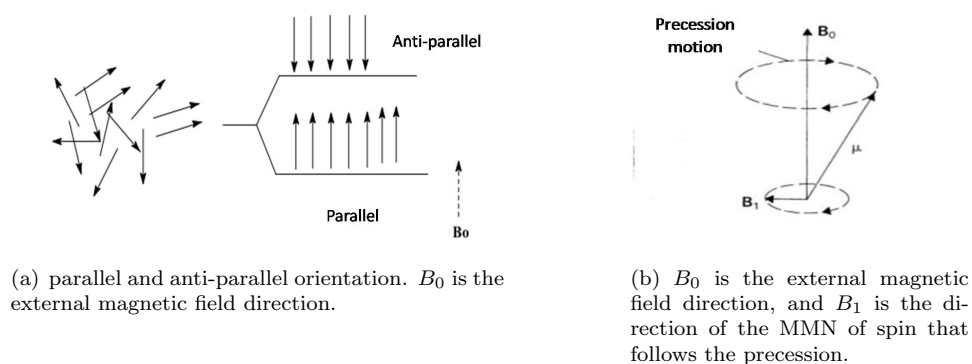 Anti-parallel
Parallel
B0
(a) parallel and anti-parallel orientation. B0 is the
external magnetic field direction.
Precession
motion
B0
μ
B1
(b) B0 is the external magnetic
field direction, and B1 is the di-
rection of the MMN of spin that
follows the precession.